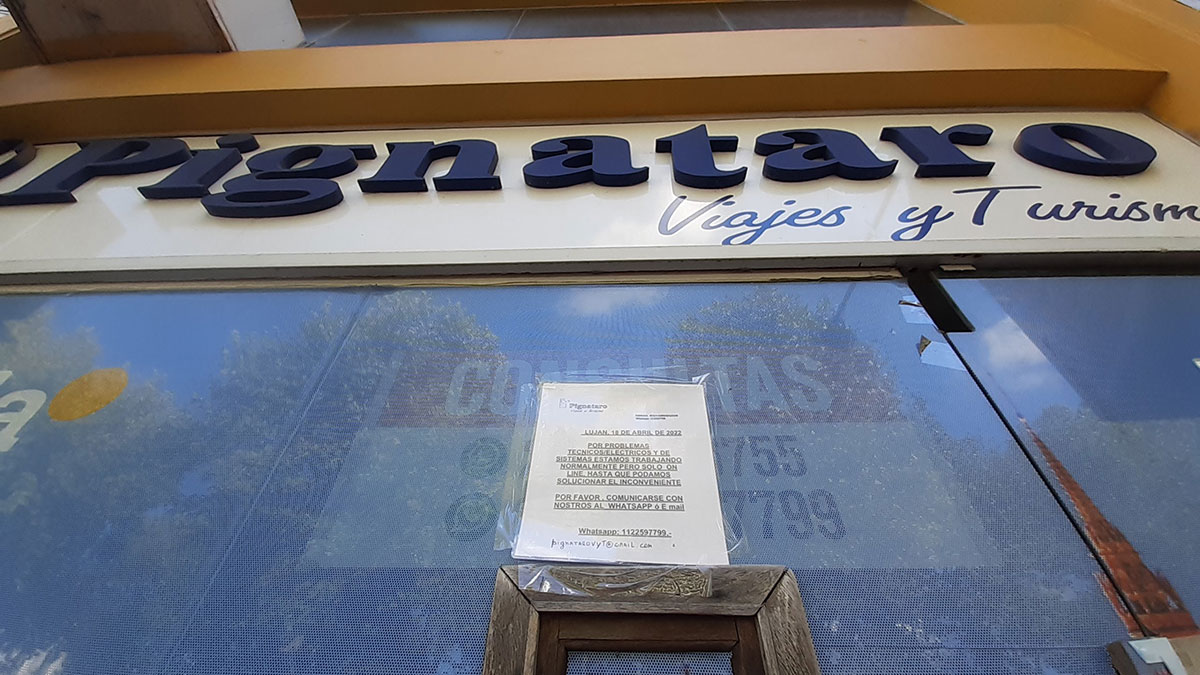 Pignataro
Viajes y Turism
CONSULTAS
755
3799
Pignataro
LUJAN, 18 DE ABRIL DE 2022
POR PROBLEMAS
TECNICOS/ELECTRICOS Y DE
SISTEMAS ESTAMOS TRABAJANDO
NORMALMENTE PERO SOLO ON
LINE, HASTA QUE PODAMOS
SOLUCIONAR EL INCONVENIENTE
POR FAVOR , COMUNICARSE CON
NOSTROS AL WHATSAPP ó E mail
Whatsapp: 1122597799.-
pignatarovyt@gmail.com